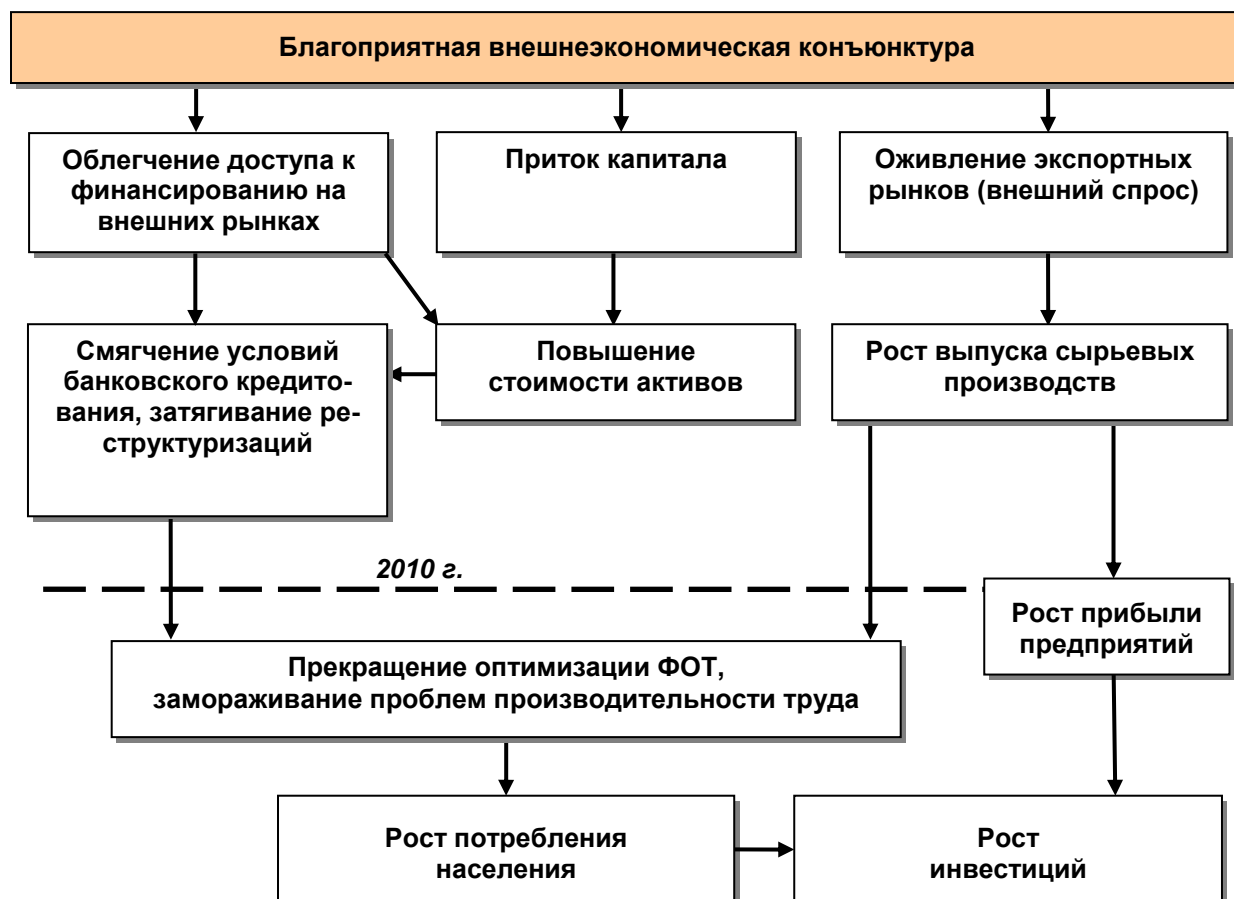 Благоприятная внешнеэкономическая конъюнктура
Облегчение доступа к
финансированию на
внешних рынках
Приток капитала
Оживление экспортных
рынков (внешний спрос)
Смягчение условий
банковского кредито-
вания, затягивание ре-
структуризаций
Повышение
стоимости активов
Рост выпуска сырьевых
производств
2010 г.
Рост прибыли
предприятий
Прекращение оптимизации ФОТ,
замораживание проблем производительности труда
Рост потребления
населения
Рост
инвестиций